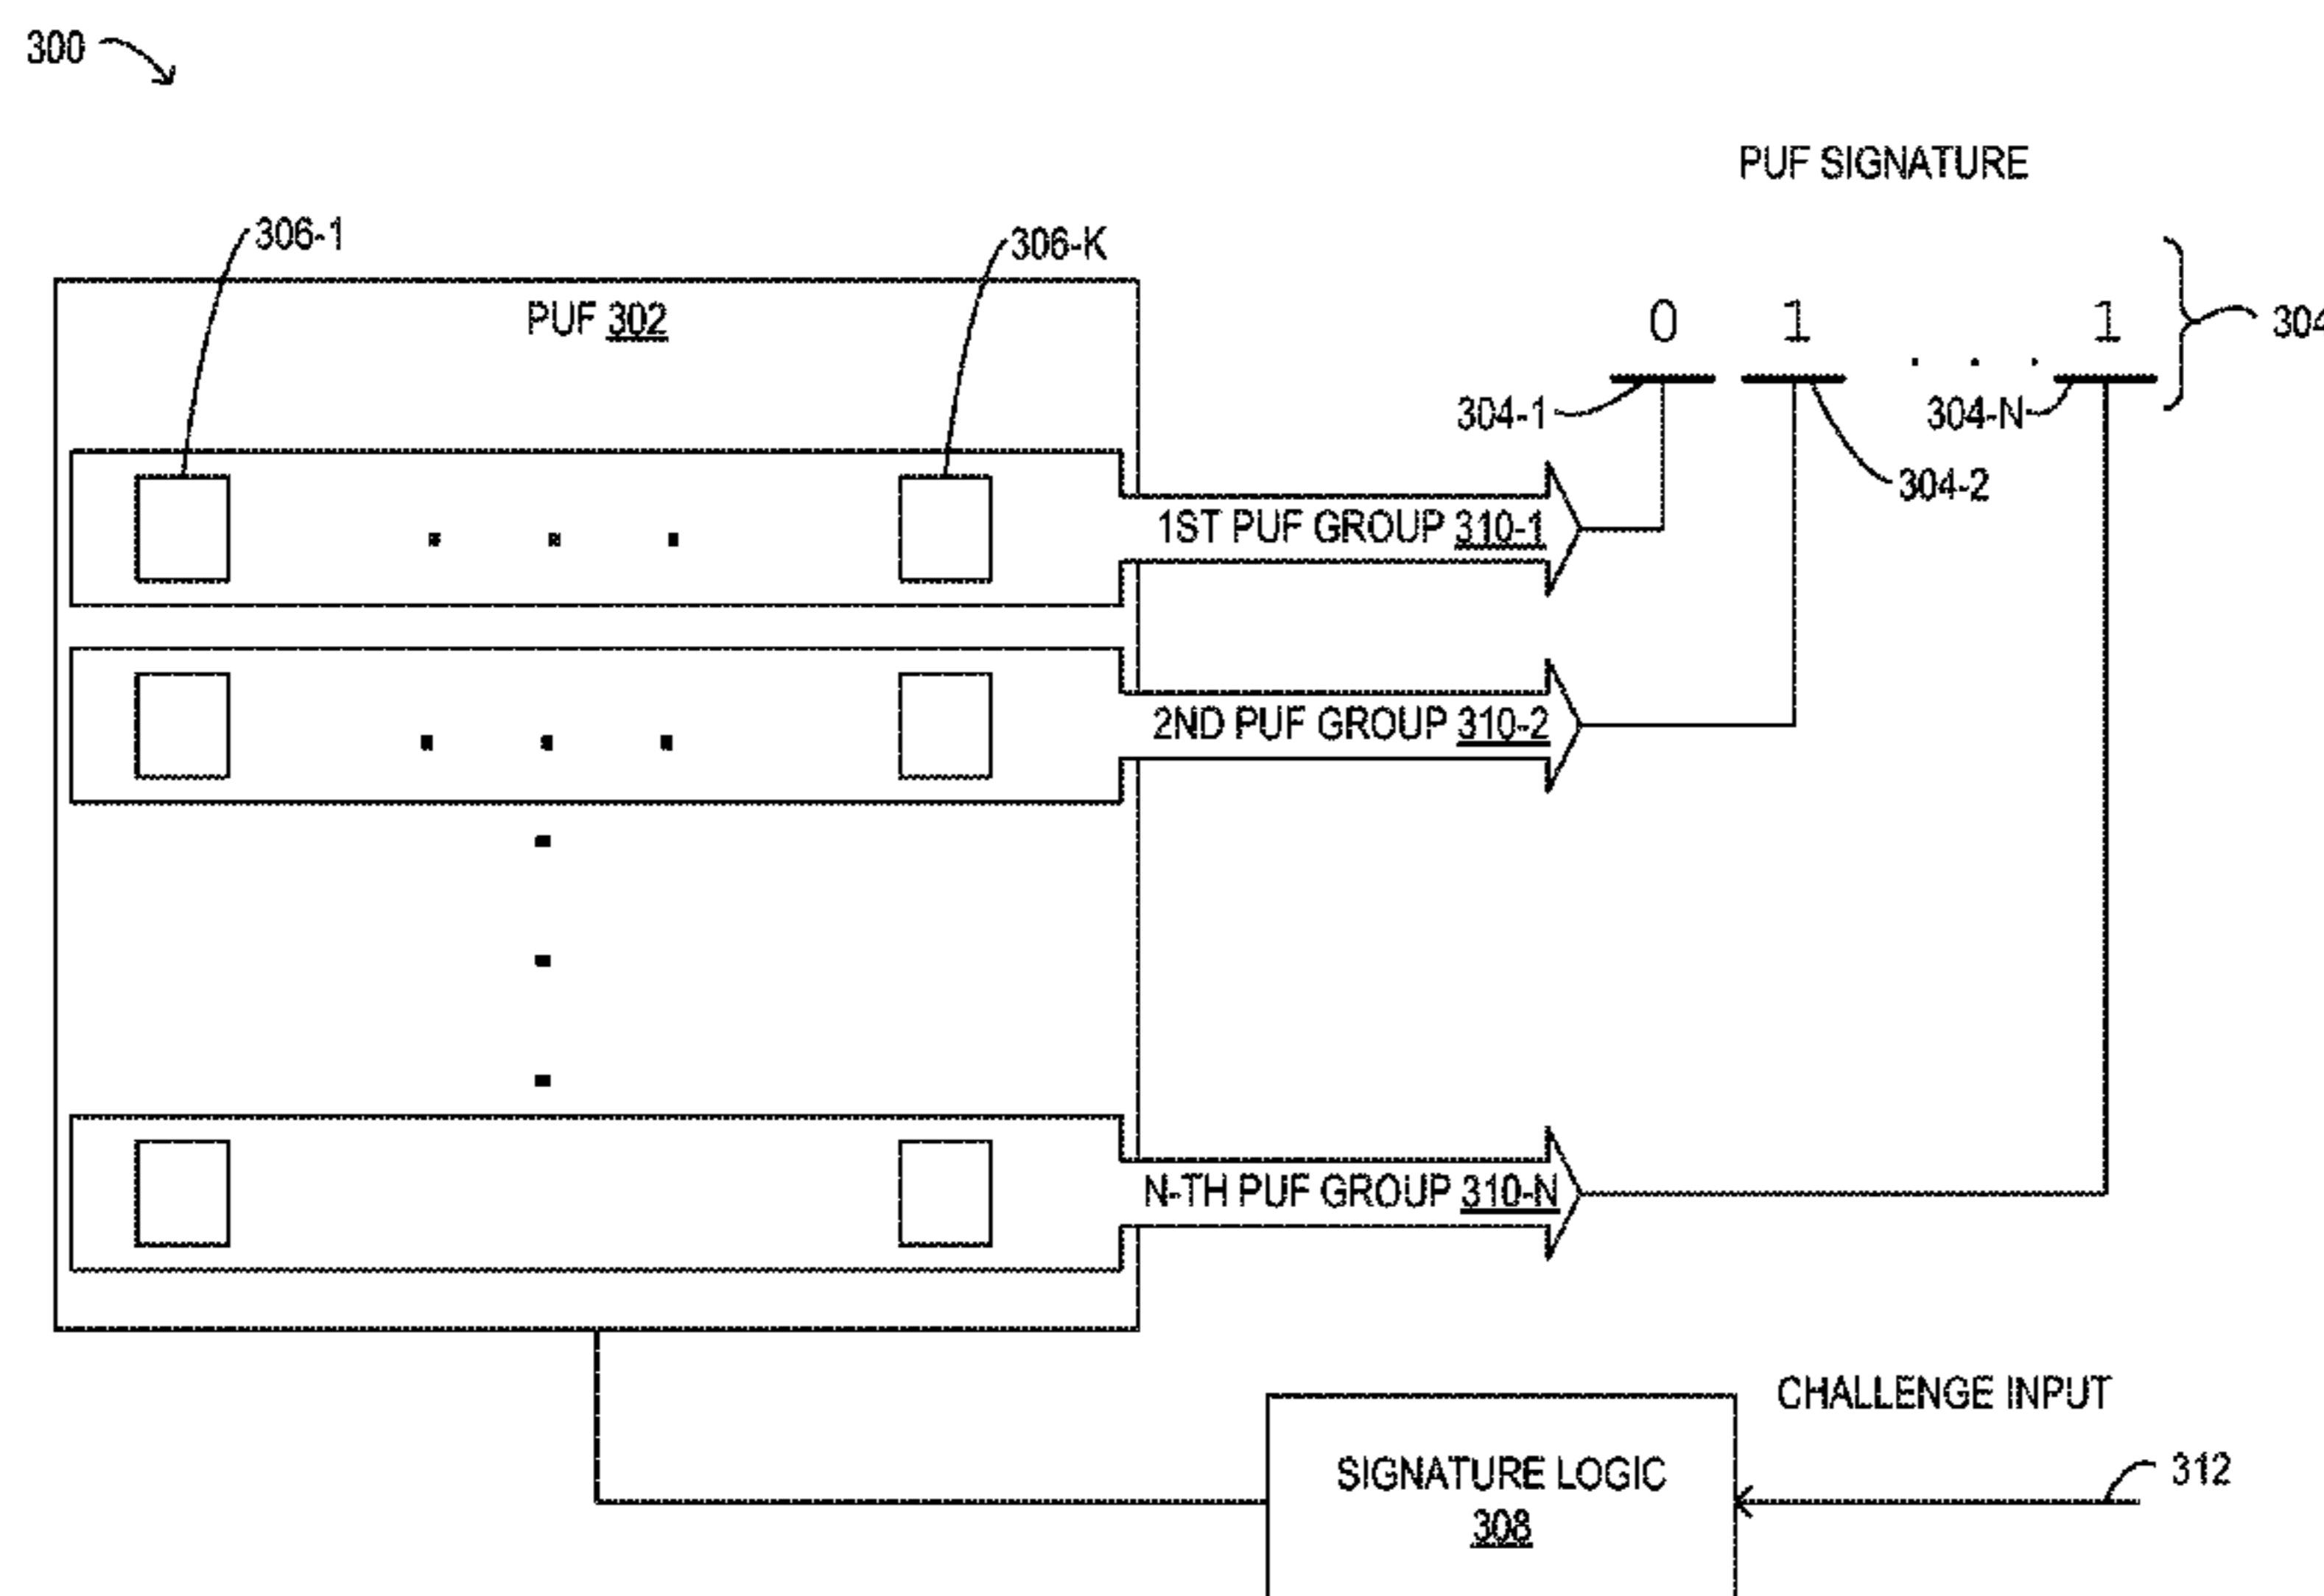 300
PUF SIGNATURE
306-1
306-K
PUF 302
0 1 . . . 1
304
304-1
304-N
304-2
1ST PUF GROUP 310-1
2ND PUF GROUP 310-2
N-TH PUF GROUP 310-N
CHALLENGE INPUT
SIGNATURE LOGIC
308
312